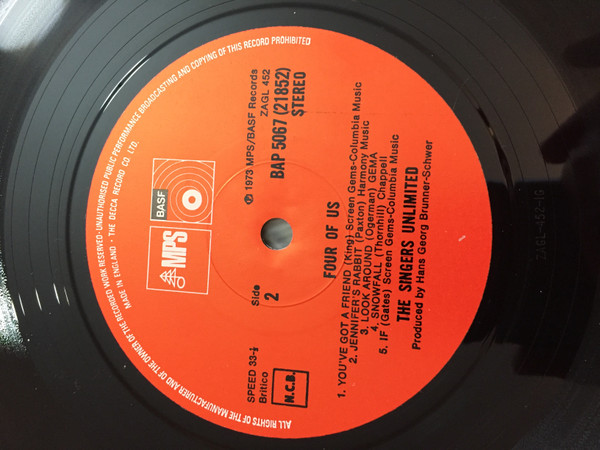 ALL RIGHTS OF THE MANUFACTURER AND OF THE OWNER OF THE RECORDED WORK RESERVED·UNAUTHORISED PUBLIC PERFORMANCE BROADCASTING AND COPYING OF THIS RECORD PROHIBITED
MADE IN ENGLAND · THE DECCA RECORD CO LTD.
MPS
BASF
SPEED 33-⅓
Britico
N.C.B.
Side
2
℗ 1973 MPS/BASF Records
ZAGL 452
BAP 5067 (21852)
STEREO
FOUR OF US
1. YOU'VE GOT A FRIEND (King) Screen Gems-Columbia Music
2. JENNIFER'S RABBIT (Paxton) Harmony Music
3. LOOK AROUND (Ogerman) GEMA
4. SNOWFALL (Thornhill) Chappell
5. IF (Gates) Screen Gems-Columbia Music
THE SINGERS UNLIMITED
Produced by Hans Georg Brunner-Schwer
ZAGL-452-1G